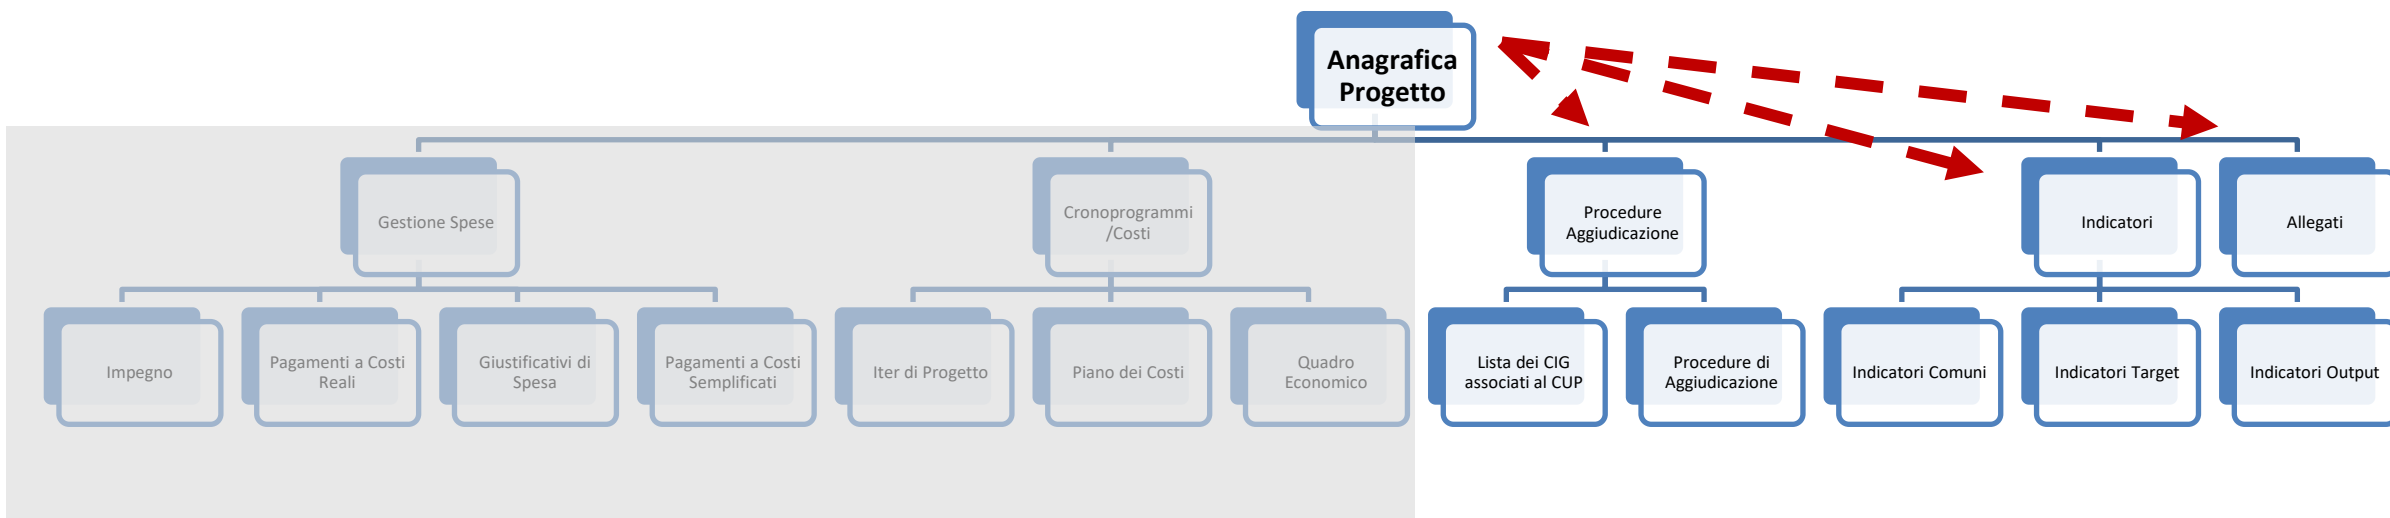 Anagrafica
Progetto
Gestione Spese
Cronoprogrammi
/Costi
Procedure
Aggiudicazione
Indicatori
Allegati
Impegno
Pagamenti a Costi
Reali
Giustificativi di
Spesa
Pagamenti a Costi
Semplificati
Iter di Progetto
Piano dei Costi
Quadro
Economico
Lista dei CIG
associati al CUP
Procedure di
Aggiudicazione
Indicatori Comuni
Indicatori Target
Indicatori Output